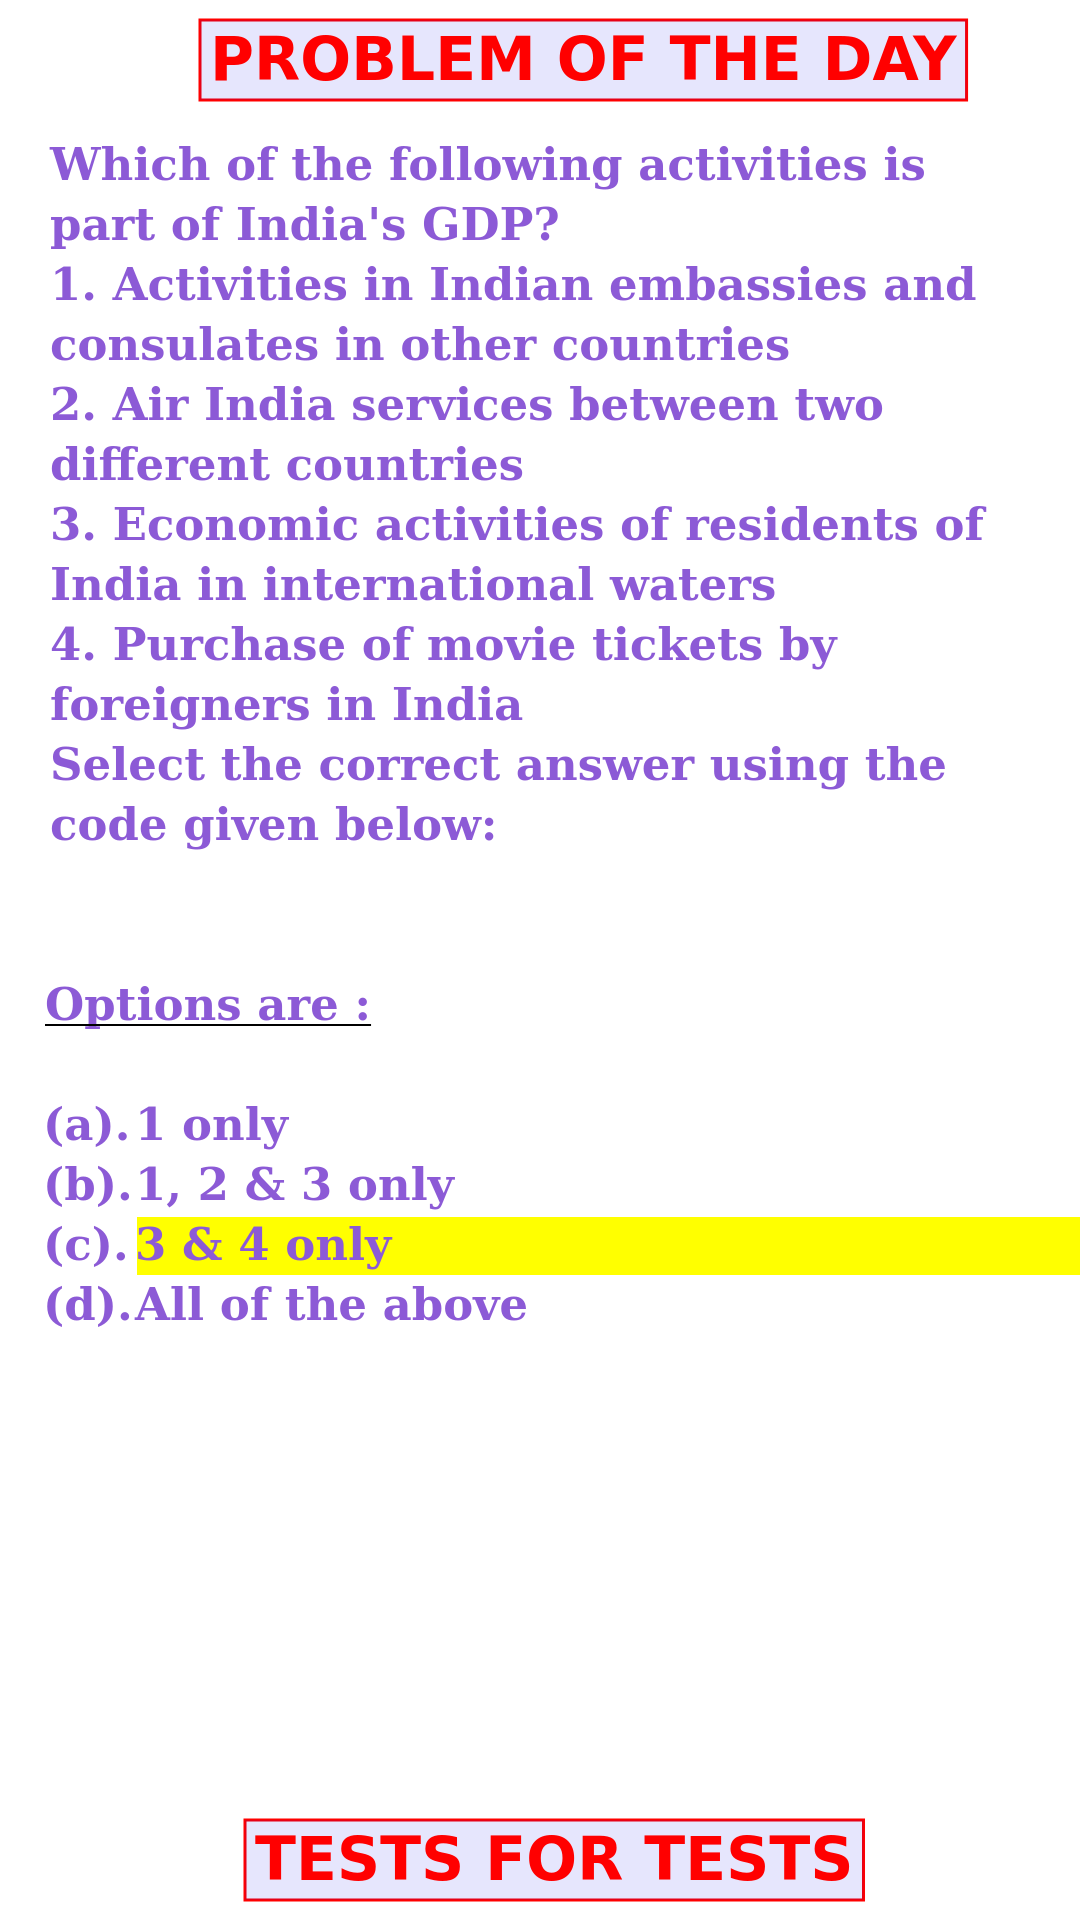 PROBLEM OF THE DAY
Which of the following activities is
part of India's GDP?
1. Activities in Indian embassies and
consulates in other countries
2. Air India services between two
different countries
3. Economic activities of residents of
India in international waters
4. Purchase of movie tickets by
foreigners in India
Select the correct answer using the
code given below:
Options are :
(a). 1 only
(b). 1, 2 & 3 only
(c). 3 & 4 only
(d). All of the above
TESTS FOR TESTS